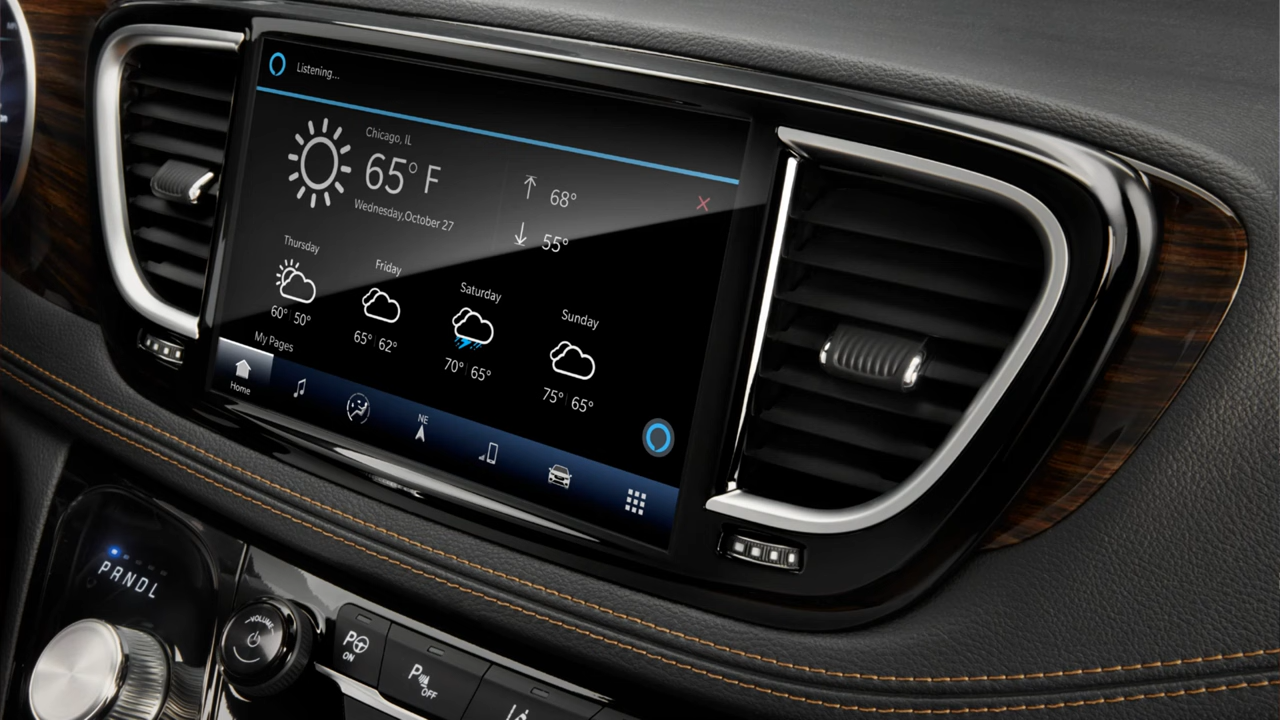 Listening...
Chicago, IL
65° F
Wednesday,October 27
68°
55°
Thursday
60° 50°
Friday
65° 62°
Saturday
70° 65°
Sunday
75° 65°
My Pages
Home
NE
PRNDL
VOLUME
P
ON
P
OFF